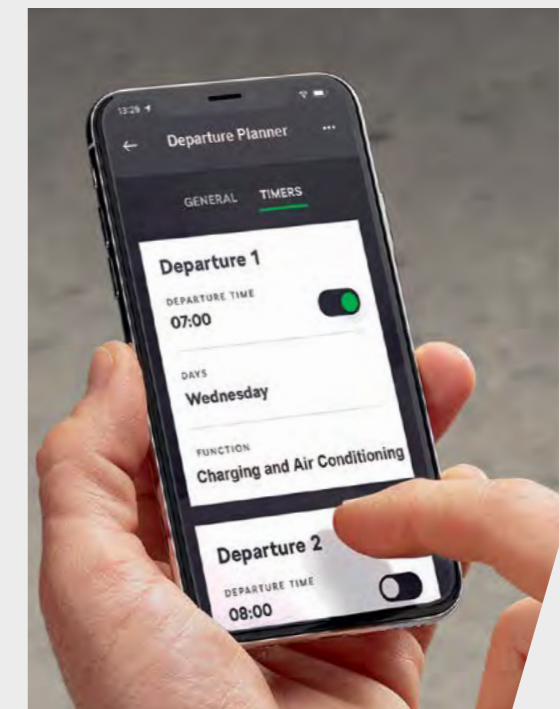 13:29
Departure Planner
GENERAL TIMERS
Departure 1
DEPARTURE TIME
07:00
DAYS
Wednesday
FUNCTION
Charging and Air Conditioning
Departure 2
DEPARTURE TIME
08:00